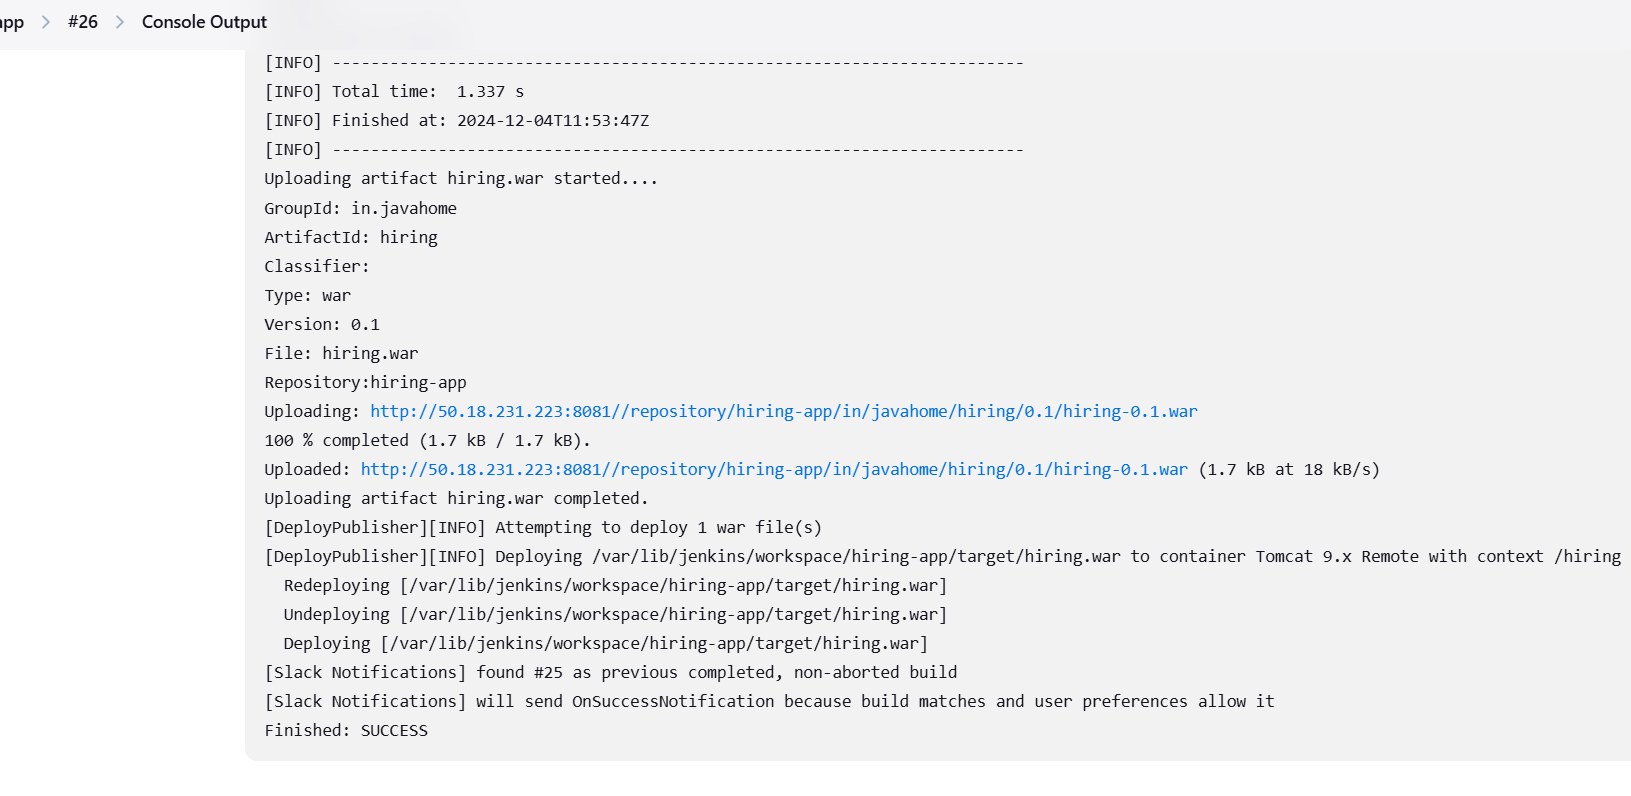 app > #26 > Console Output
[INFO] ------------------------------------------------------------------------
[INFO] Total time:  1.337 s
[INFO] Finished at: 2024-12-04T11:53:47Z
[INFO] ------------------------------------------------------------------------
Uploading artifact hiring.war started....
GroupId: in.javahome
ArtifactId: hiring
Classifier:
Type: war
Version: 0.1
File: hiring.war
Repository:hiring-app
Uploading: http://50.18.231.223:8081//repository/hiring-app/in/javahome/hiring/0.1/hiring-0.1.war
100 % completed (1.7 kB / 1.7 kB).
Uploaded: http://50.18.231.223:8081//repository/hiring-app/in/javahome/hiring/0.1/hiring-0.1.war (1.7 kB at 18 kB/s)
Uploading artifact hiring.war completed.
[DeployPublisher][INFO] Attempting to deploy 1 war file(s)
[DeployPublisher][INFO] Deploying /var/lib/jenkins/workspace/hiring-app/target/hiring.war to container Tomcat 9.x Remote with context /hiring
  Redeploying [/var/lib/jenkins/workspace/hiring-app/target/hiring.war]
  Undeploying [/var/lib/jenkins/workspace/hiring-app/target/hiring.war]
  Deploying [/var/lib/jenkins/workspace/hiring-app/target/hiring.war]
[Slack Notifications] found #25 as previous completed, non-aborted build
[Slack Notifications] will send OnSuccessNotification because build matches and user preferences allow it
Finished: SUCCESS